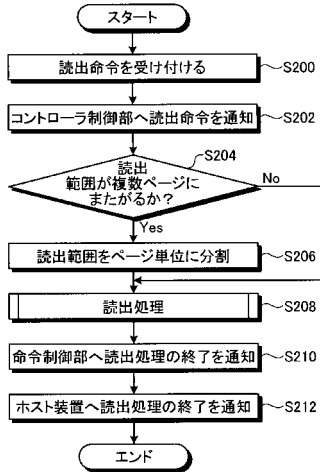 スタート
読出命令を受け付ける
S200
コントローラ制御部へ読出命令を通知
S202
S204
読出
範囲が複数ページに
またがるか？
No
Yes
読出範囲をページ単位に分割
S206
読出処理
S208
命令制御部へ読出処理の終了を通知
S210
ホスト装置へ読出処理の終了を通知
S212
エンド